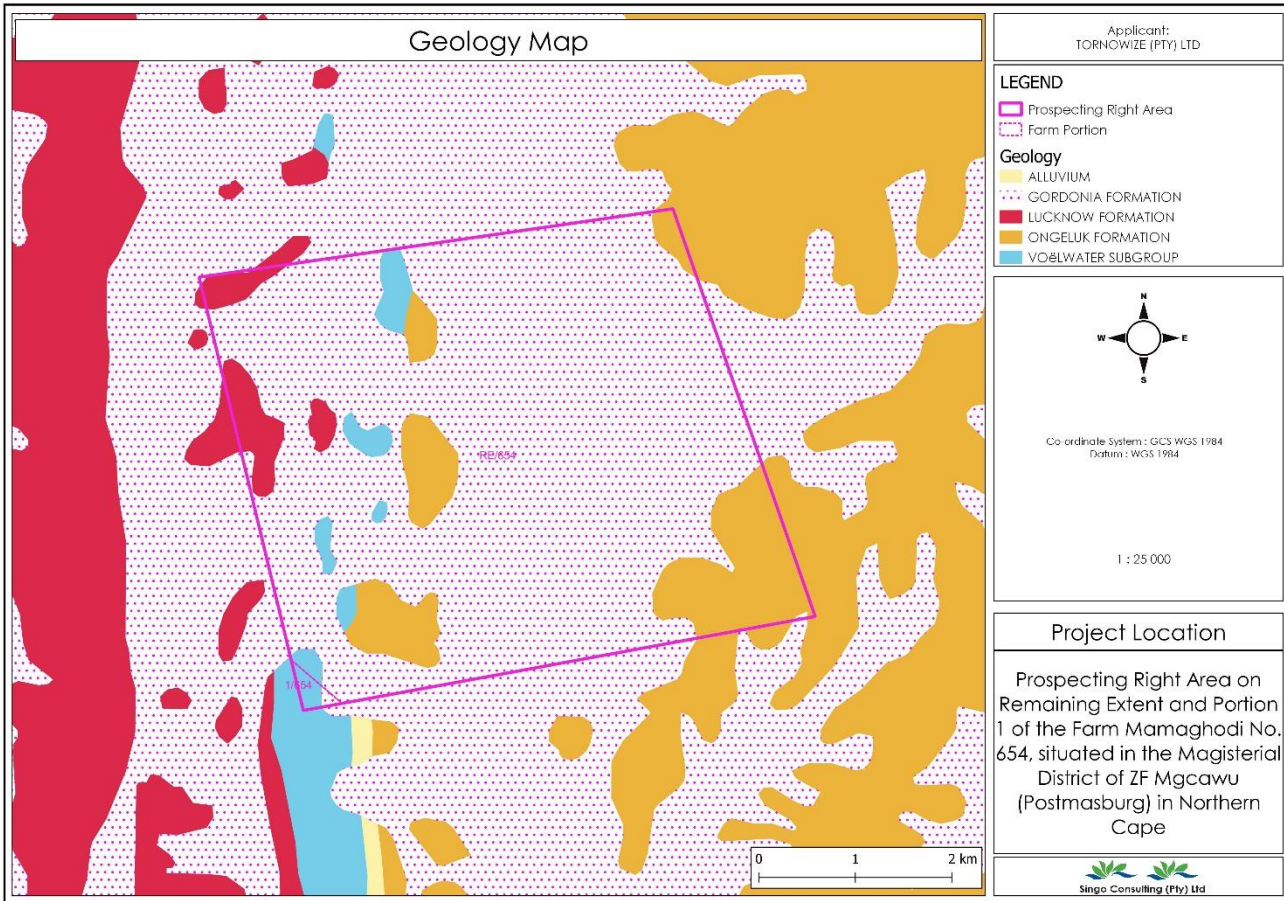 Geology Map
Applicant:
TORNOWIZE (PTY) LTD
LEGEND
Prospecting Right Area
Farm Portion
Geology
ALLUVIUM
GORDONIA FORMATION
LUCKNOW FORMATION
ONGELUK FORMATION
VOëLWATER SUBGROUP
N
W E
S
Co-ordinate System : GCS WGS 1984
Datum : WGS 1984
1 : 25 000
RE/654
1/654
0 1 2 km
Project Location
Prospecting Right Area on
Remaining Extent and Portion
1 of the Farm Mamaghodi No.
654, situated in the Magisterial
District of ZF Mgcawu
(Postmasburg) in Northern
Cape
Singo Consulting (Pty) Ltd